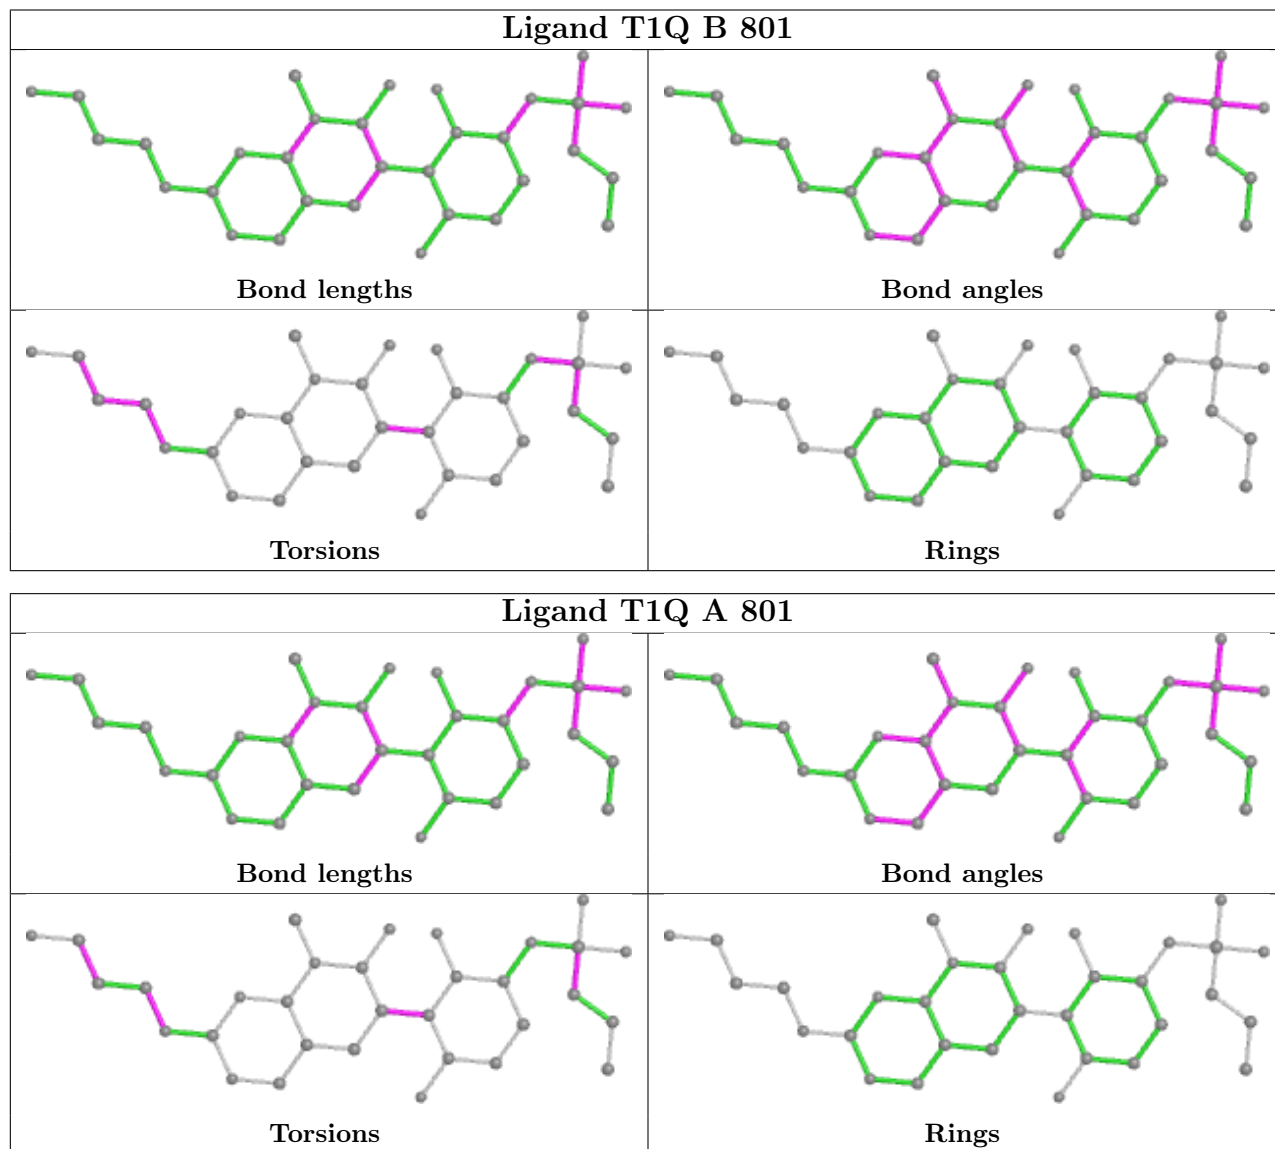 Ligand T1Q B 801
Bond lengths
Bond angles
Torsions
Rings
Ligand T1Q A 801
Bond lengths
Bond angles
Torsions
Rings